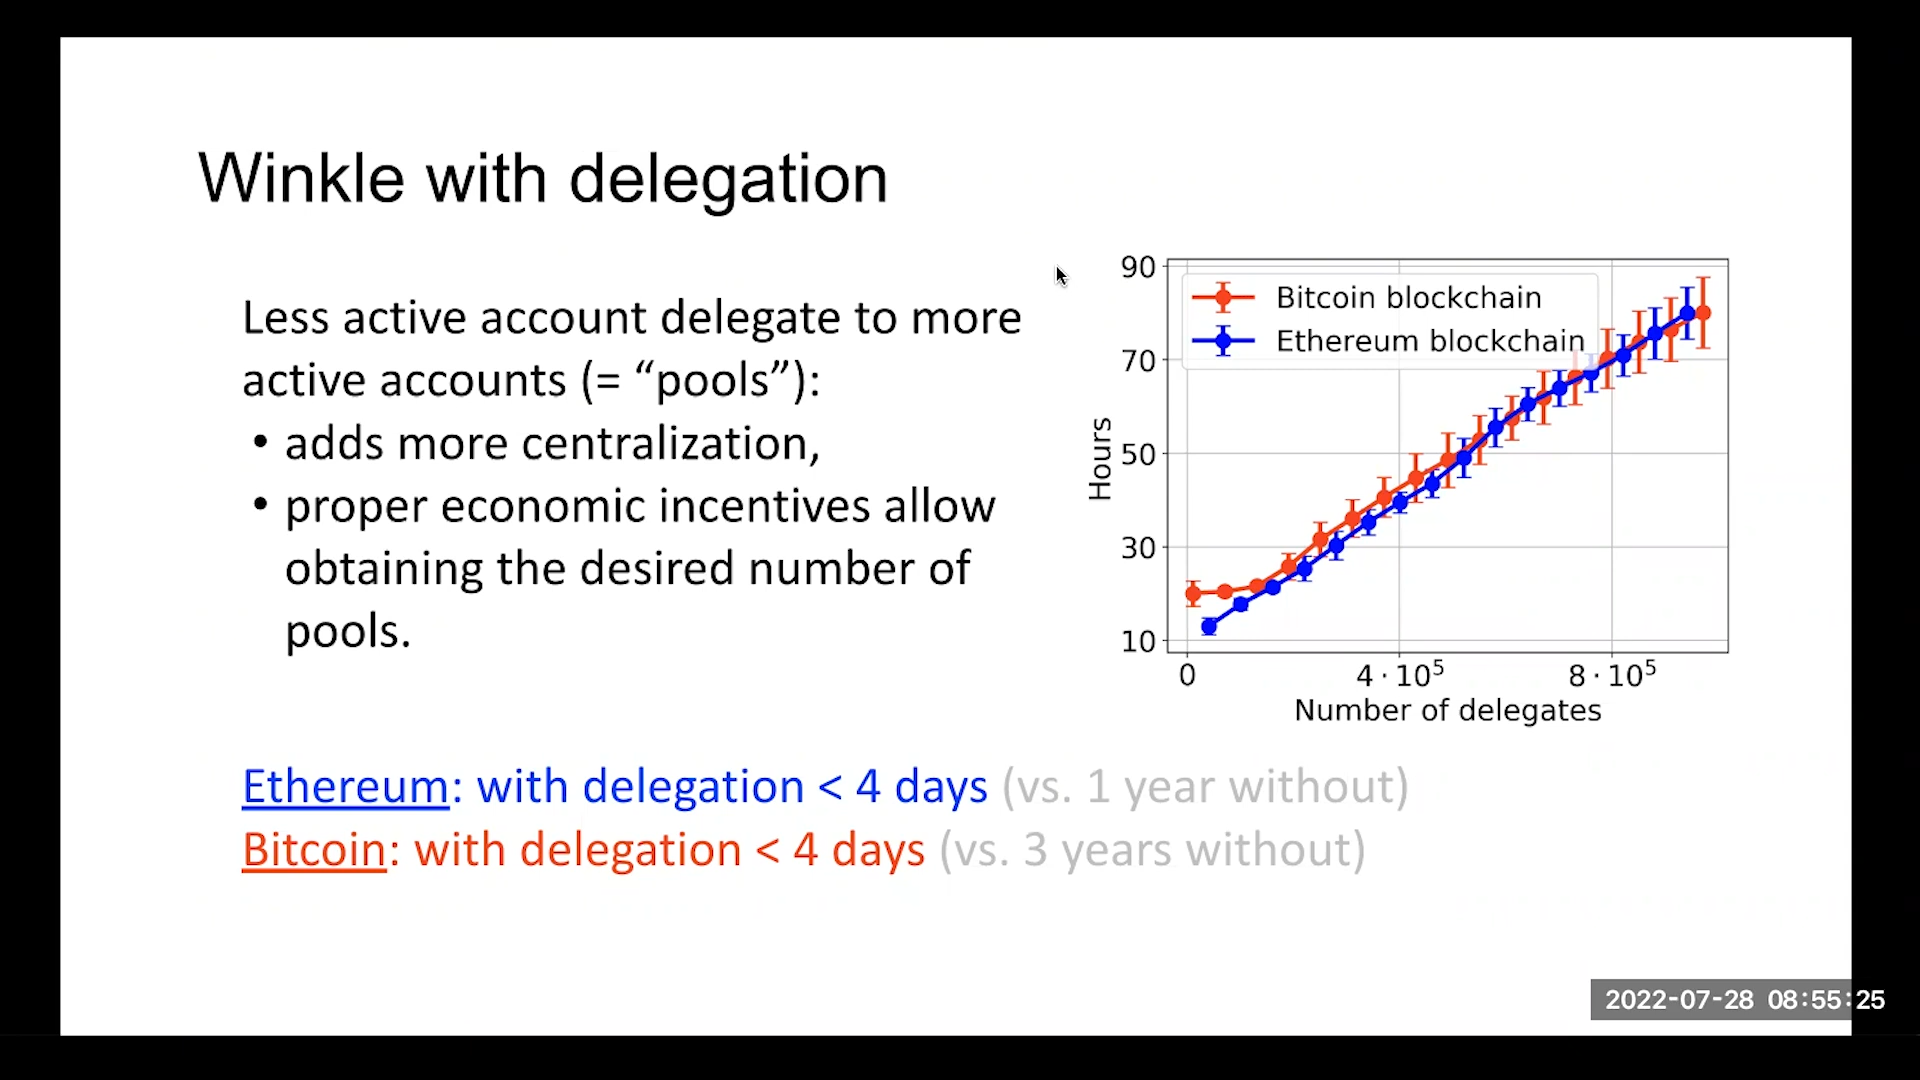 Winkle with delegation
Less active account delegate to more
active accounts (= “pools”):
• adds more centralization,
• proper economic incentives allow
obtaining the desired number of
pools.
90
70
50
30
10
Hours
Bitcoin blockchain
Ethereum blockchain
0
4 · 10⁵
8 · 10⁵
Number of delegates
Ethereum: with delegation < 4 days (vs. 1 year without)
Bitcoin: with delegation < 4 days (vs. 3 years without)
2022-07-28 08:55:25